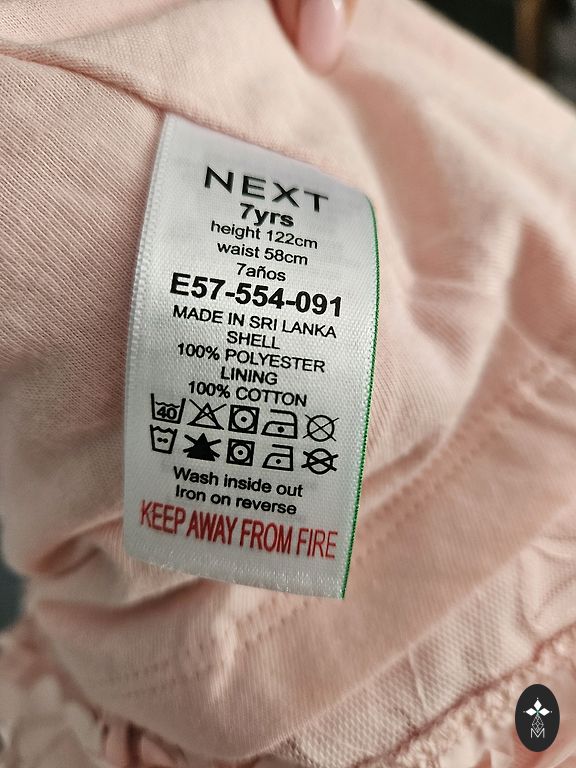 NEXT
7yrs
height 122cm
waist 58cm
7años
E57-554-091
MADE IN SRI LANKA
SHELL
100% POLYESTER
LINING
100% COTTON
40
Wash inside out
Iron on reverse
KEEP AWAY FROM FIRE